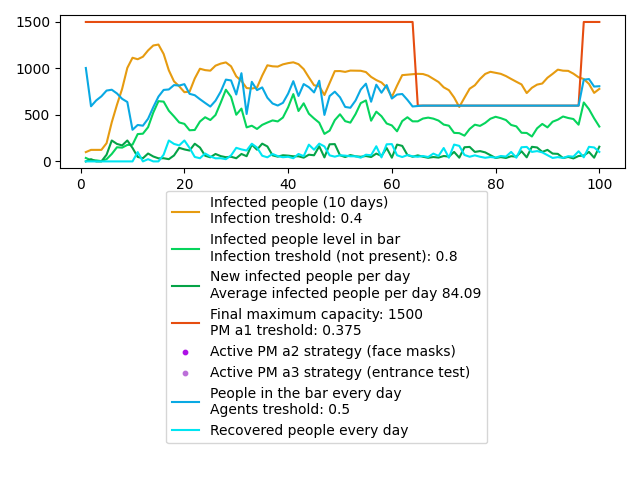 1500
1000
500
0
0
20
40
60
80
100
Infected people (10 days)
Infection treshold: 0.4
Infected people level in bar
Infection treshold (not present): 0.8
New infected people per day
Average infected people per day 84.09
Final maximum capacity: 1500
PM a1 treshold: 0.375
Active PM a2 strategy (face masks)
Active PM a3 strategy (entrance test)
People in the bar every day
Agents treshold: 0.5
Recovered people every day